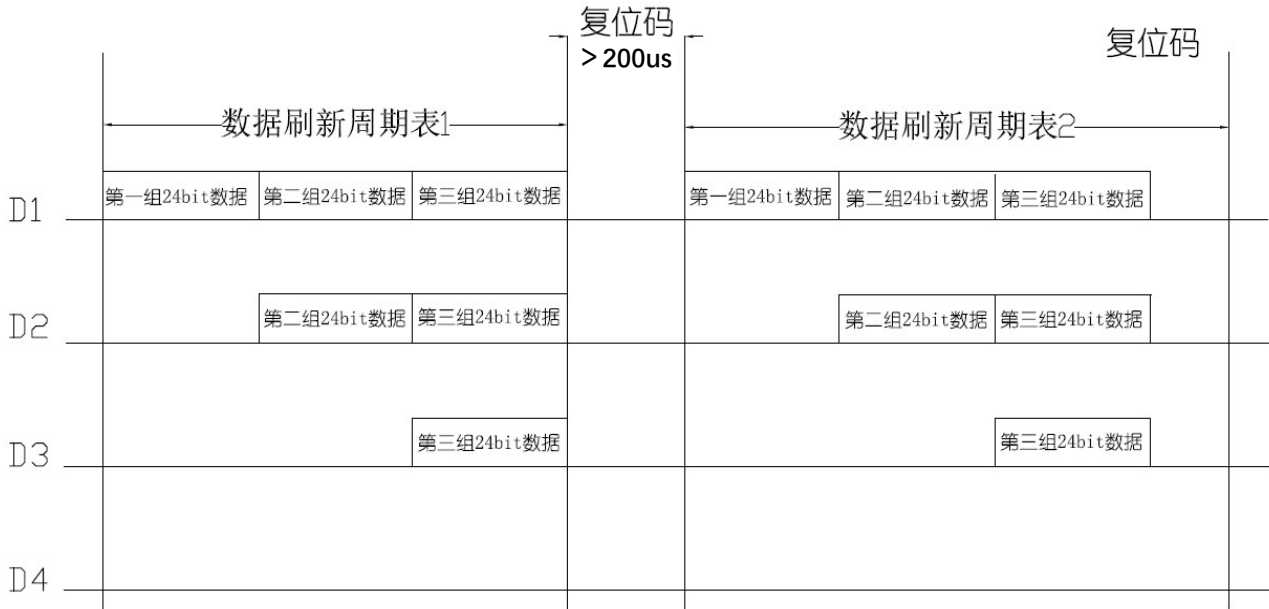 复位码
>200us
复位码
数据刷新周期表1
数据刷新周期表2
D1
第一组24bit数据
第二组24bit数据
第三组24bit数据
第一组24bit数据
第二组24bit数据
第三组24bit数据
D2
第二组24bit数据
第三组24bit数据
第二组24bit数据
第三组24bit数据
D3
第三组24bit数据
第三组24bit数据
D4